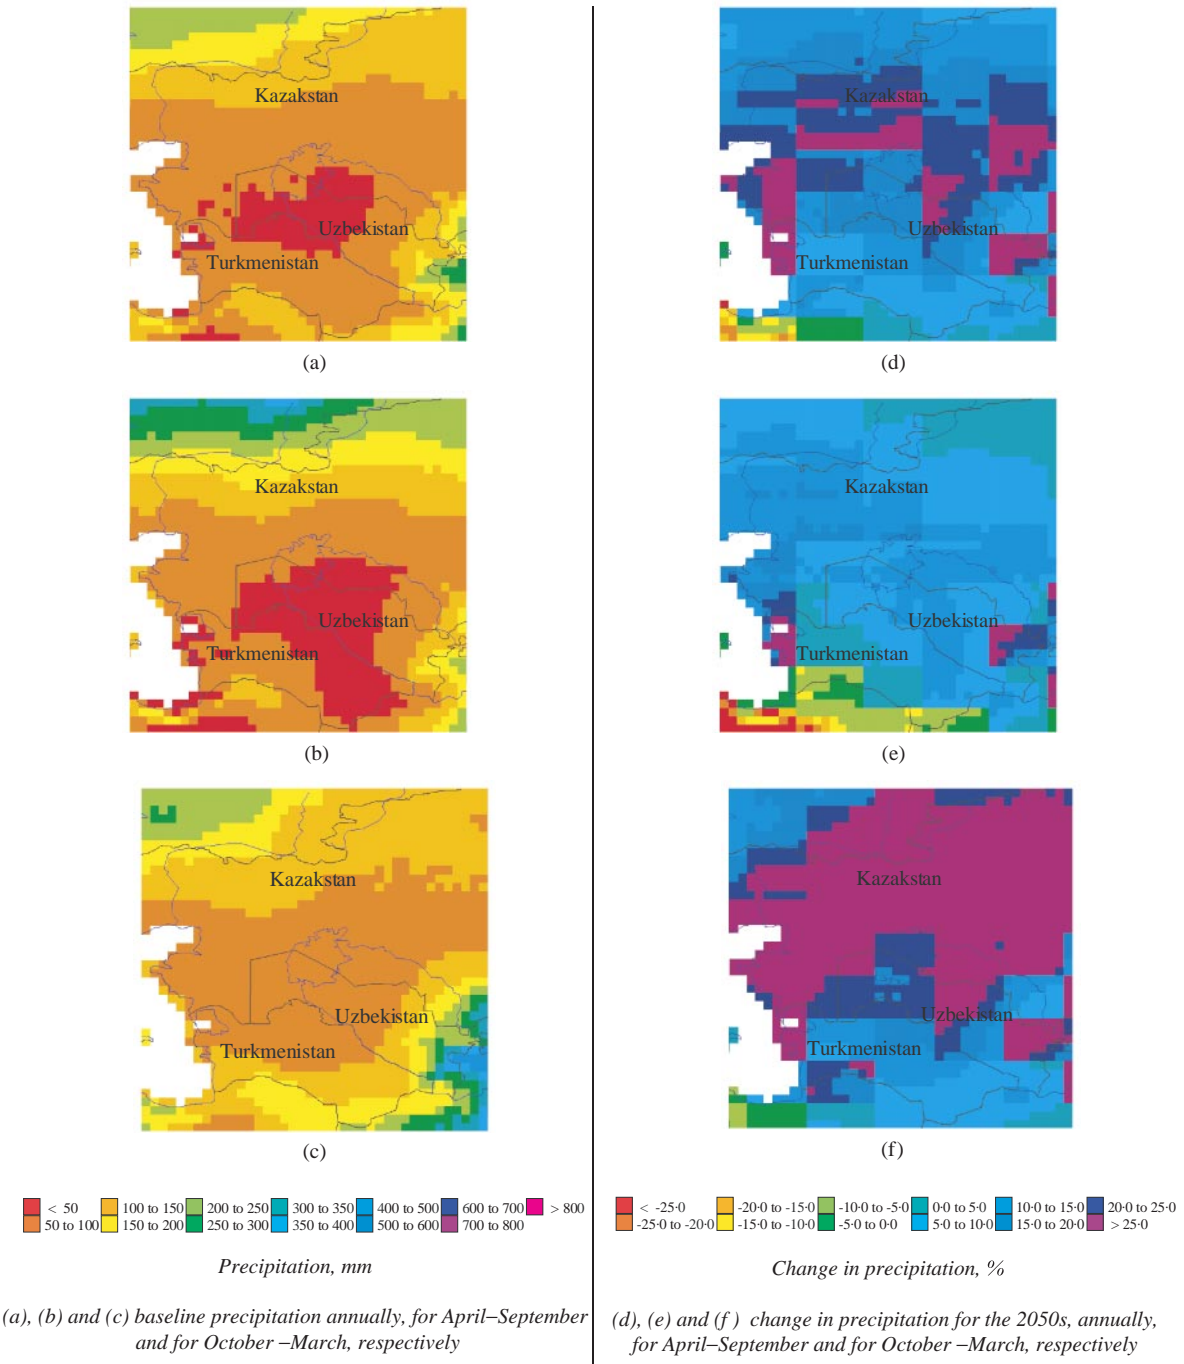 Kazakstan
Uzbekistan
Turkmenistan
(a)
Kazakstan
Uzbekistan
Turkmenistan
(b)
Kazakstan
Uzbekistan
Turkmenistan
(c)
< 50
100 to 150
200 to 250
300 to 350
400 to 500
600 to 700
> 800
50 to 100
150 to 200
250 to 300
350 to 400
500 to 600
700 to 800
Precipitation, mm
(a), (b) and (c) baseline precipitation annually, for April–September
and for October –March, respectively
Kazakstan
Uzbekistan
Turkmenistan
(d)
Kazakstan
Uzbekistan
Turkmenistan
(e)
Kazakstan
Uzbekistan
Turkmenistan
(f)
< -25·0
-20·0 to -15·0
-10·0 to -5·0
0·0 to 5·0
10·0 to 15·0
20·0 to 25·0
-25·0 to -20·0
-15·0 to -10·0
-5·0 to 0·0
5·0 to 10·0
15·0 to 20·0
> 25·0
Change in precipitation, %
(d), (e) and (f ) change in precipitation for the 2050s, annually,
for April–September and for October –March, respectively